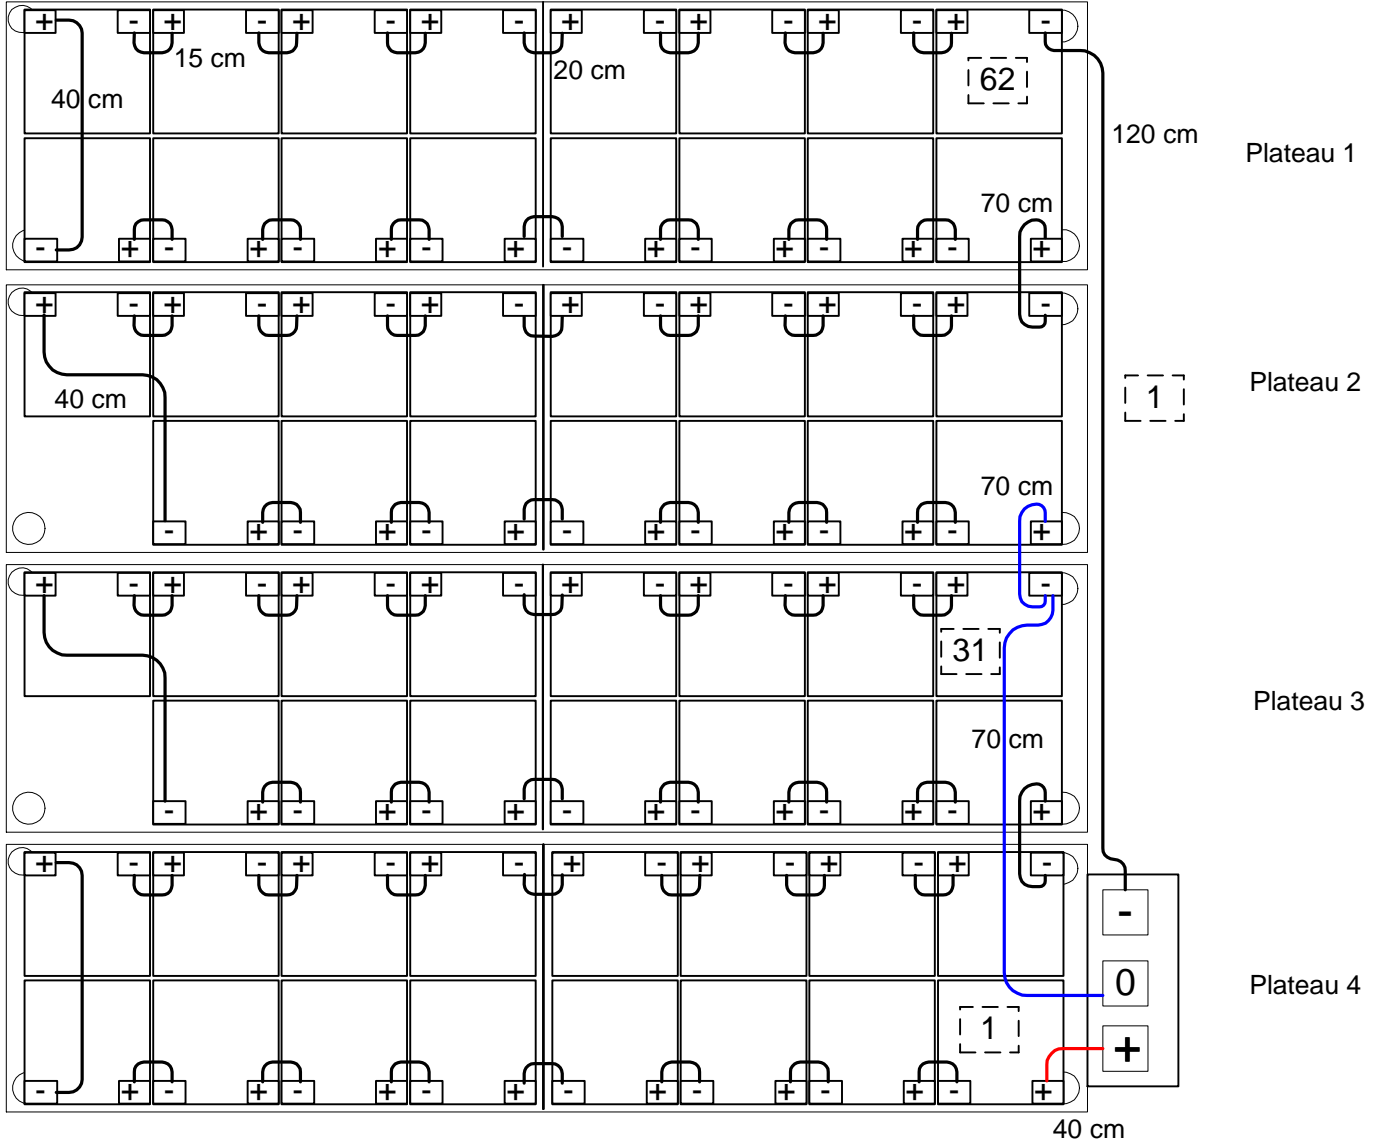 + - + - + - + - + - + - + - + -
15 cm
20 cm
40 cm
62
120 cm
Plateau 1
70 cm
- + - + - + - + - + - + - + - +
+ - + - + - + - + - + - + - + -
Plateau 2
40 cm
1
70 cm
- + - + - + - + - + - + - +
+ - + - + - + - + - + - + - + -
31
Plateau 3
70 cm
- + - + - + - + - + - + - +
+ - + - + - + - + - + - + - + -
-
0
Plateau 4
1
+
- + - + - + - + - + - + - + - +
40 cm